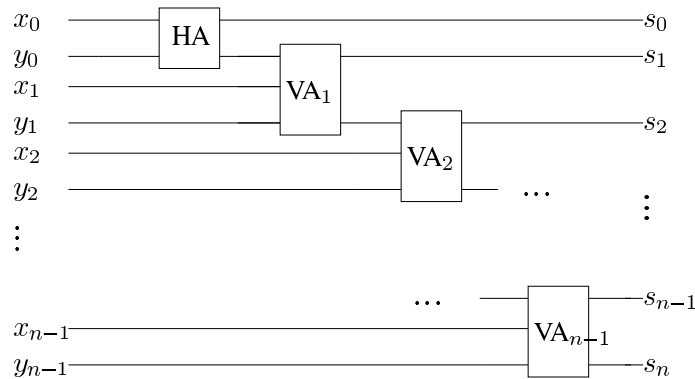 x₀ HA s₀
y₀ s₁
x₁ VA₁
y₁ s₂
x₂ VA₂
y₂ ...
⋮ ⋮
... sₙ₋₁
xₙ₋₁ VAₙ₋₁
yₙ₋₁ sₙ